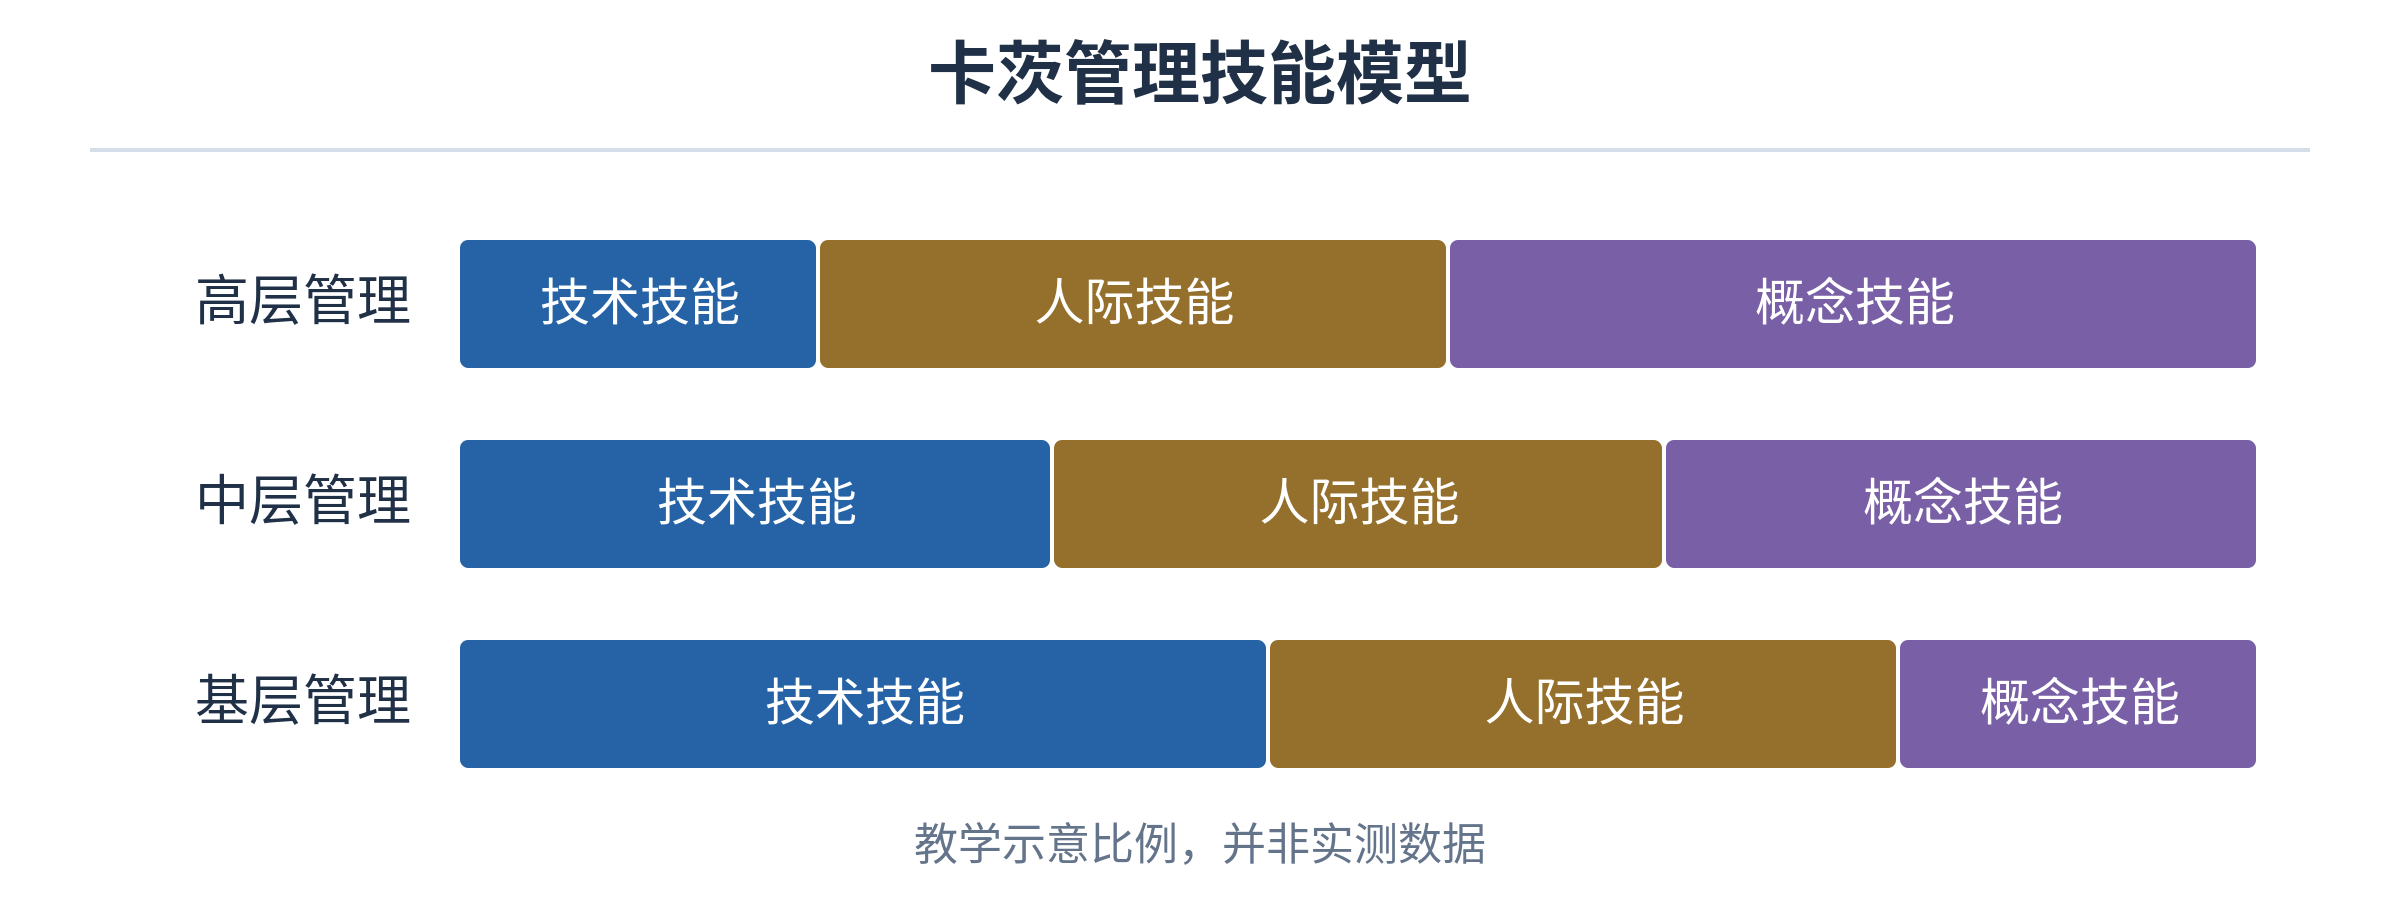 卡茨管理技能模型
高层管理 技术技能 人际技能 概念技能
中层管理 技术技能 人际技能 概念技能
基层管理 技术技能 人际技能 概念技能
教学示意比例，并非实测数据